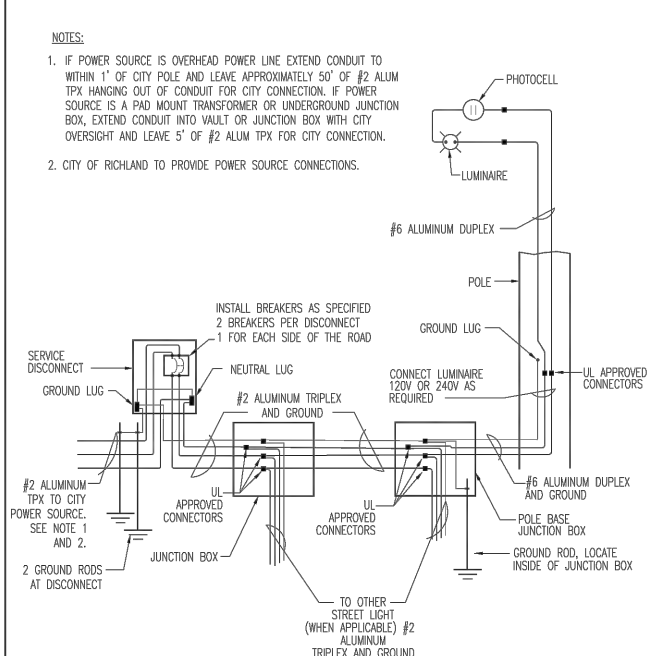 NOTES:
1. IF POWER SOURCE IS OVERHEAD POWER LINE EXTEND CONDUIT TO
WITHIN 1' OF CITY POLE AND LEAVE APPROXIMATELY 50' OF #2 ALUM
TPX HANGING OUT OF CONDUIT FOR CITY CONNECTION. IF POWER
SOURCE IS A PAD MOUNT TRANSFORMER OR UNDERGROUND JUNCTION
BOX, EXTEND CONDUIT INTO VAULT OR JUNCTION BOX WITH CITY
OVERSIGHT AND LEAVE 5' OF #2 ALUM TPX FOR CITY CONNECTION.
2. CITY OF RICHLAND TO PROVIDE POWER SOURCE CONNECTIONS.
PHOTOCELL
LUMINAIRE
#6 ALUMINUM DUPLEX
POLE
INSTALL BREAKERS AS SPECIFIED
2 BREAKERS PER DISCONNECT
1 FOR EACH SIDE OF THE ROAD
GROUND LUG
SERVICE
DISCONNECT
NEUTRAL LUG
CONNECT LUMINAIRE
120V OR 240V AS
REQUIRED
UL APPROVED
CONNECTORS
GROUND LUG
#2 ALUMINUM TRIPLEX
AND GROUND
#2 ALUMINUM
TPX TO CITY
POWER SOURCE.
SEE NOTE 1
AND 2.
UL
APPROVED
CONNECTORS
UL
APPROVED
CONNECTORS
#6 ALUMINUM DUPLEX
AND GROUND
POLE BASE
JUNCTION BOX
JUNCTION BOX
GROUND ROD, LOCATE
INSIDE OF JUNCTION BOX
2 GROUND RODS
AT DISCONNECT
TO OTHER
STREET LIGHT
(WHEN APPLICABLE) #2
ALUMINUM
TRIPLEX AND GROUND